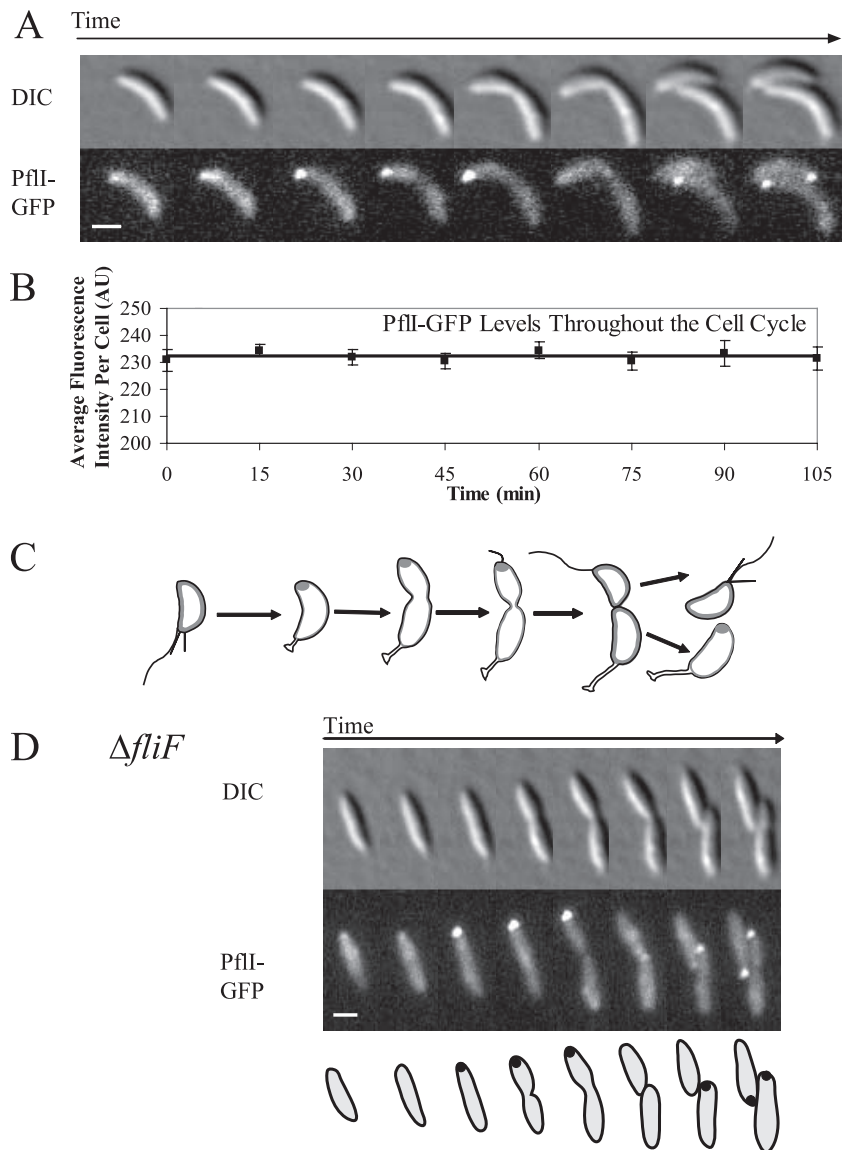 A
Time
DIC
PflI-
GFP
B
Average Fluorescence
Intensity Per Cell (AU)
250
240
230
220
210
200
PflI-GFP Levels Throughout the Cell Cycle
0 15 30 45 60 75 90 105
Time (min)
C
D
ΔfliF
Time
DIC
PflI-
GFP